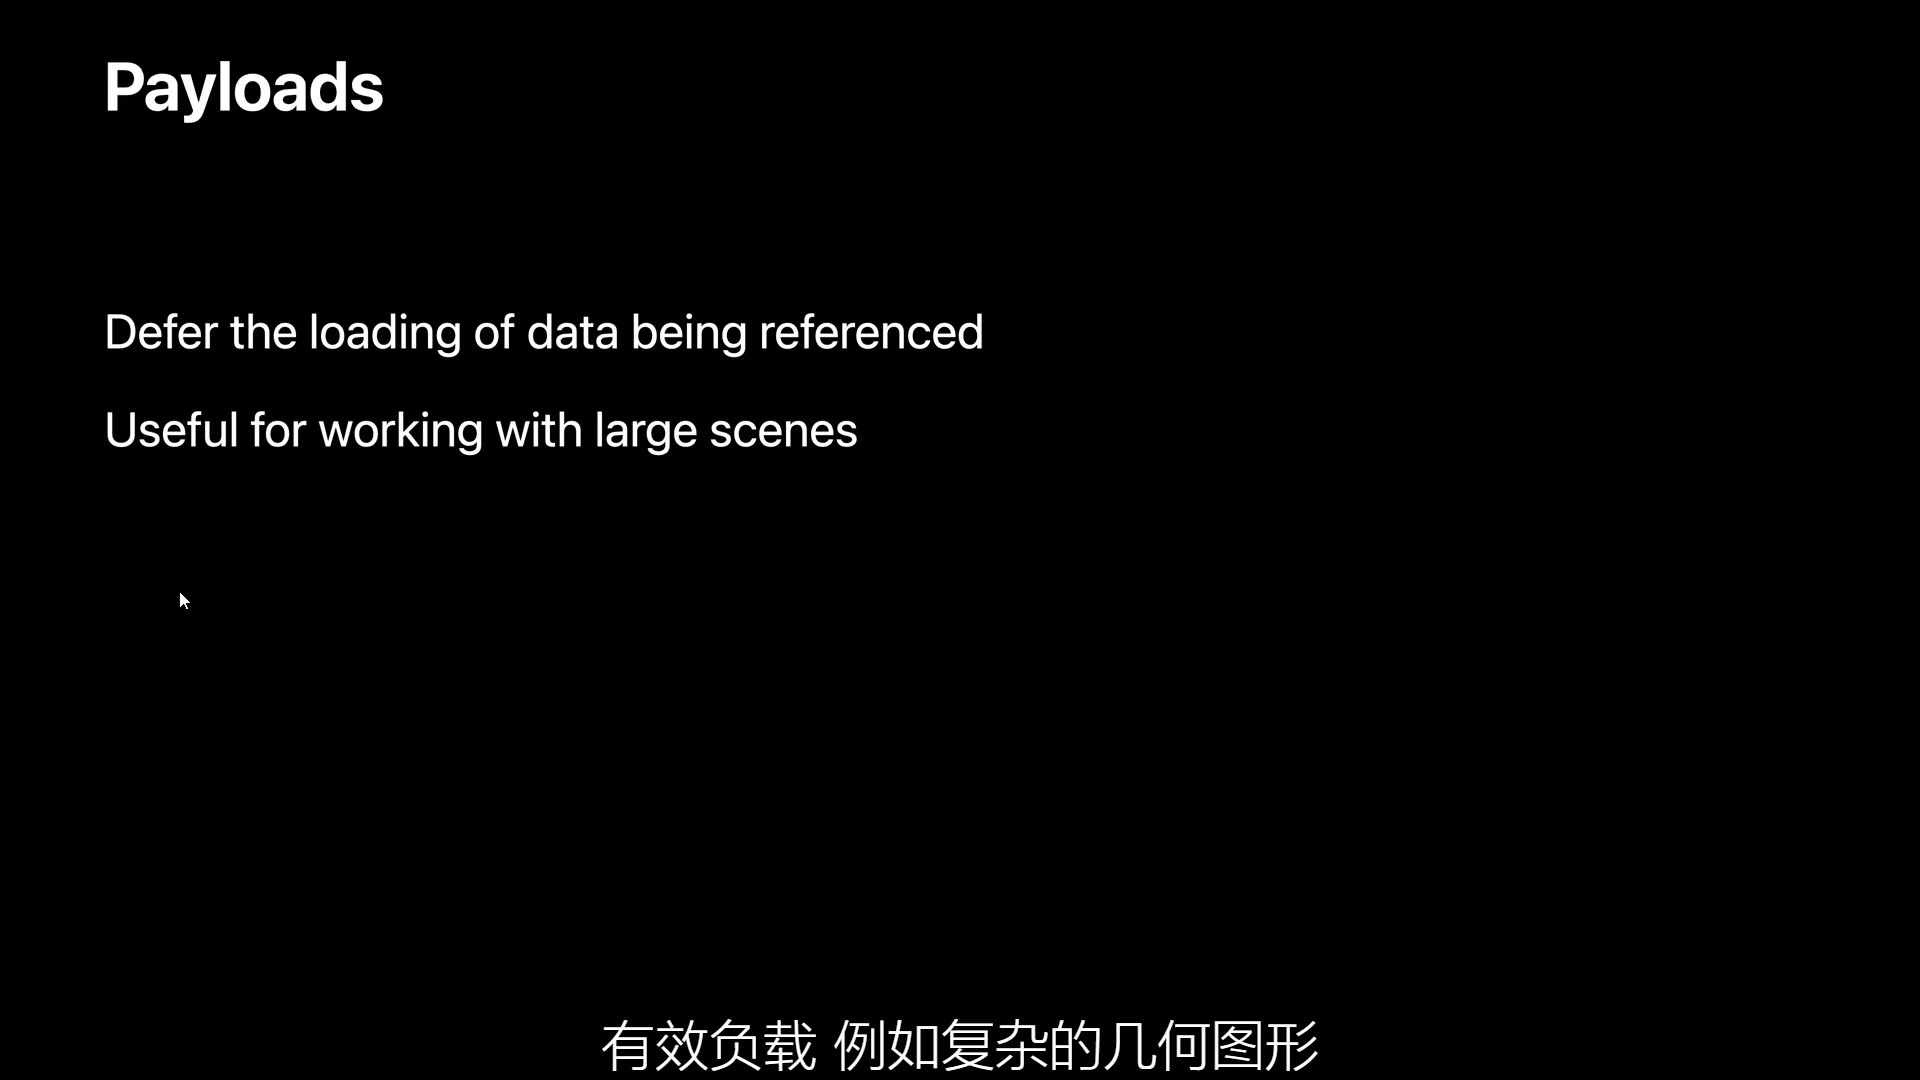 Payloads
Defer the loading of data being referenced
Useful for working with large scenes
有效负载 例如复杂的几何图形